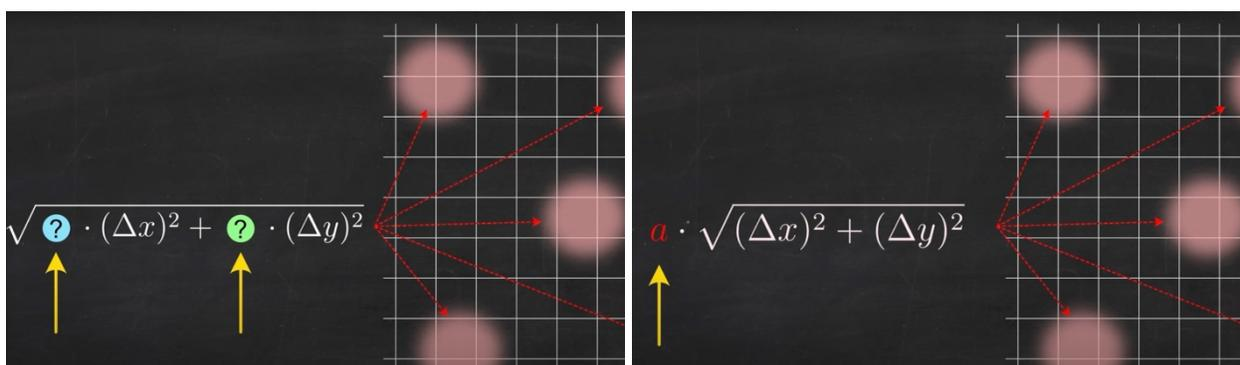 √ ? · (Δx)² + ? · (Δy)²
a · √(Δx)² + (Δy)²